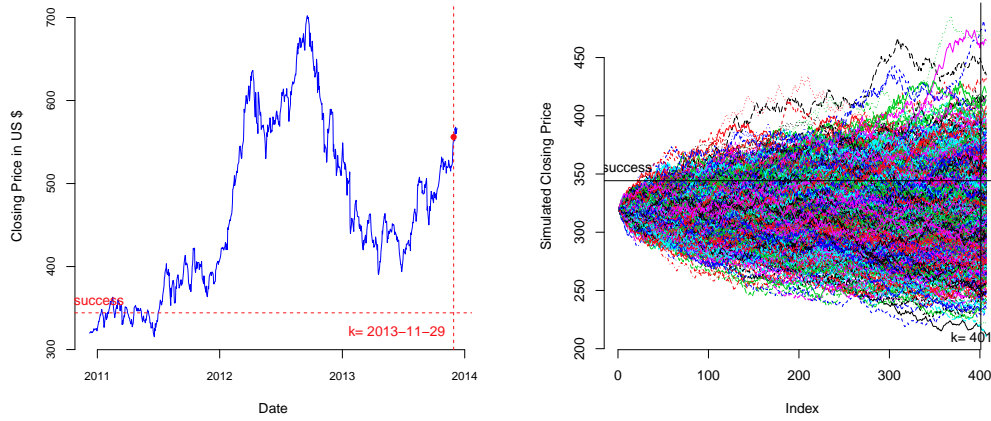 Closing Price in US $
700
600
500
400
300
success
k= 2013−11−29
2011
2012
2013
2014
Date
Simulated Closing Price
450
400
350
300
250
200
success
k= 401
0
100
200
300
400
Index